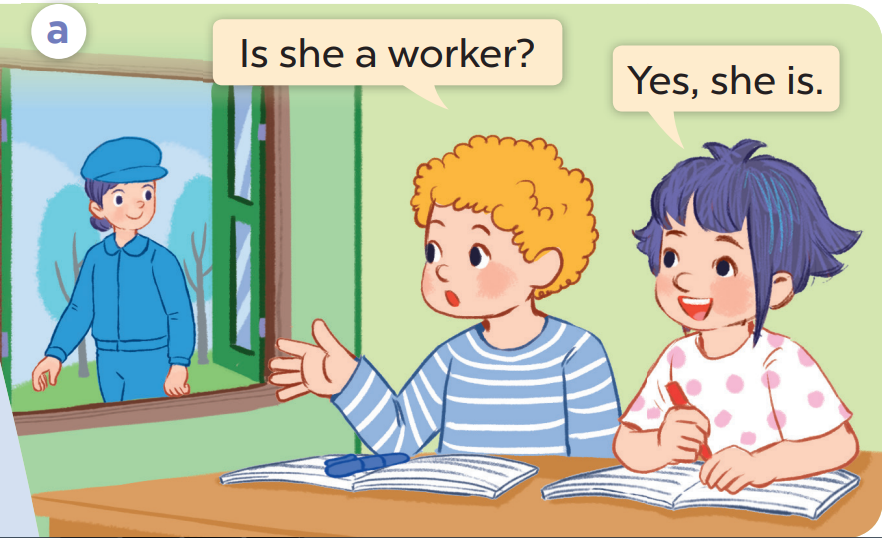 a
Is she a worker?
Yes, she is.